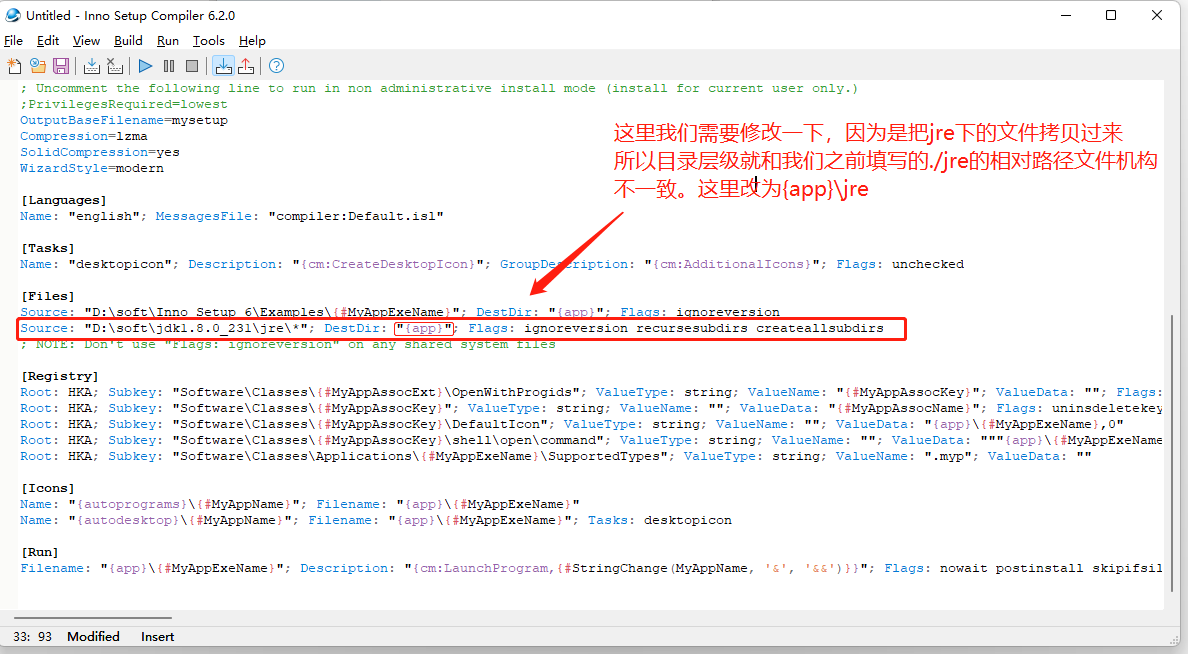 Untitled - Inno Setup Compiler 6.2.0
File Edit View Build Run Tools Help
; Uncomment the following line to run in non administrative install mode (install for current user only.)
;PrivilegesRequired=lowest
OutputBaseFilename=mysetup
Compression=lzma
SolidCompression=yes
WizardStyle=modern
这里我们需要修改一下，因为是把jre下的文件拷贝过来
所以目录层级就和我们之前填写的./jre的相对路径文件机构
不一致。这里改为{app}\jre
[Languages]
Name: "english"; MessagesFile: "compiler:Default.isl"
[Tasks]
Name: "desktopicon"; Description: "{cm:CreateDesktopIcon}"; GroupDescription: "{cm:AdditionalIcons}"; Flags: unchecked
[Files]
Source: "D:\soft\Inno Setup 6\Examples\{#MyAppExeName}"; DestDir: "{app}"; Flags: ignoreversion
Source: "D:\soft\jdk1.8.0_231\jre\*"; DestDir: "{app}"; Flags: ignoreversion recursesubdirs createallsubdirs
; NOTE: Don't use "Flags: ignoreversion" on any shared system files
[Registry]
Root: HKA; Subkey: "Software\Classes\{#MyAppAssocExt}\OpenWithProgids"; ValueType: string; ValueName: "{#MyAppAssocKey}"; ValueData: ""; Flags:
Root: HKA; Subkey: "Software\Classes\{#MyAppAssocKey}"; ValueType: string; ValueName: ""; ValueData: "{#MyAppAssocName}"; Flags: uninsdeletekey
Root: HKA; Subkey: "Software\Classes\{#MyAppAssocKey}\DefaultIcon"; ValueType: string; ValueName: ""; ValueData: "{app}\{#MyAppExeName},0"
Root: HKA; Subkey: "Software\Classes\{#MyAppAssocKey}\shell\open\command"; ValueType: string; ValueName: ""; ValueData: """{app}\{#MyAppExeName
Root: HKA; Subkey: "Software\Classes\Applications\{#MyAppExeName}\SupportedTypes"; ValueType: string; ValueName: ".myp"; ValueData: ""
[Icons]
Name: "{autoprograms}\{#MyAppName}"; Filename: "{app}\{#MyAppExeName}"
Name: "{autodesktop}\{#MyAppName}"; Filename: "{app}\{#MyAppExeName}"; Tasks: desktopicon
[Run]
Filename: "{app}\{#MyAppExeName}"; Description: "{cm:LaunchProgram,{#StringChange(MyAppName, '&', '&&')}}"; Flags: nowait postinstall skipifsil
33: 93 Modified Insert